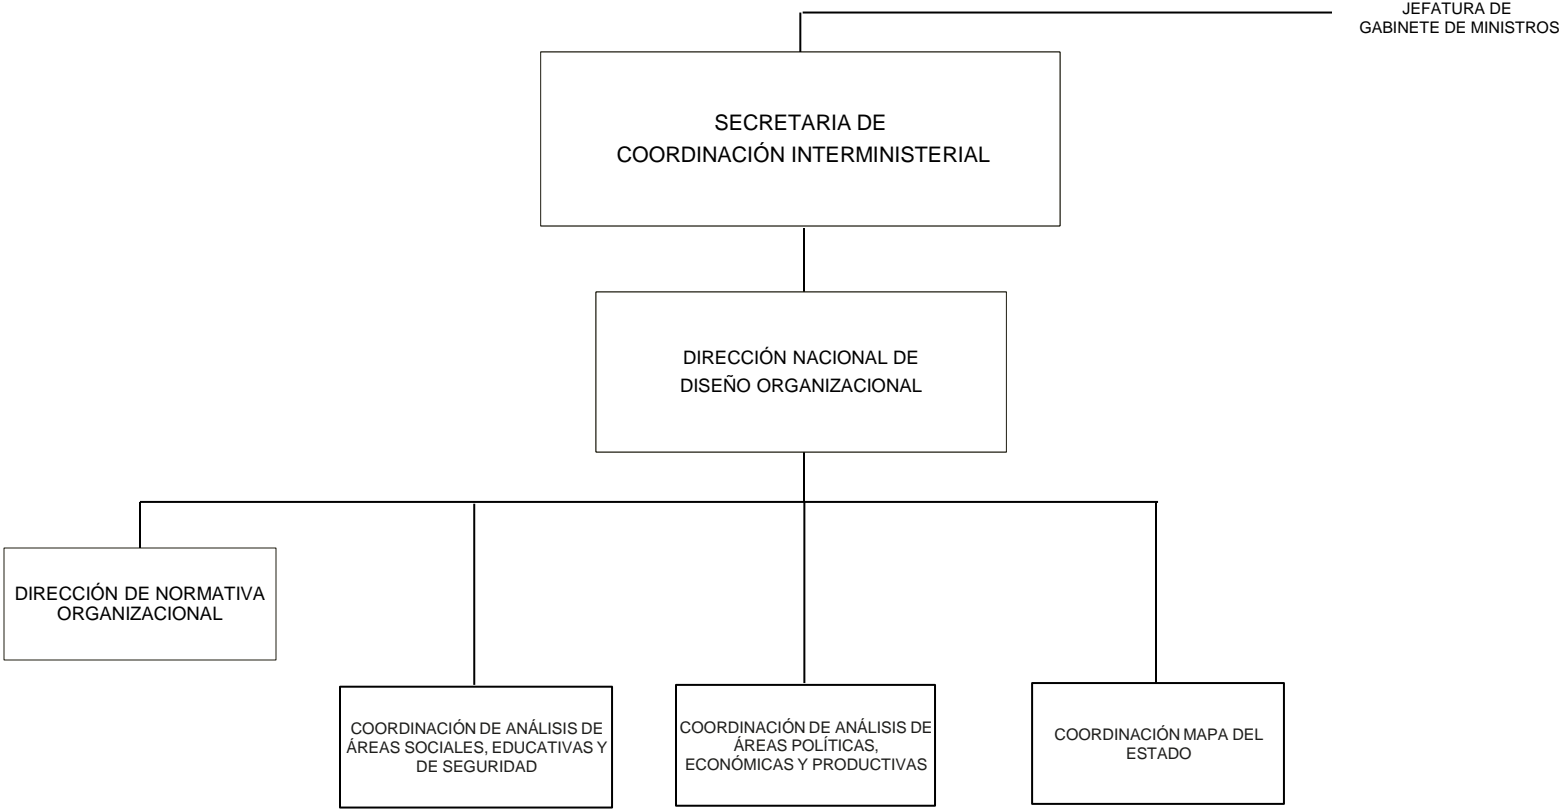 JEFATURA DE
GABINETE DE MINISTROS
SECRETARIA DE
COORDINACIÓN INTERMINISTERIAL
DIRECCIÓN NACIONAL DE
DISEÑO ORGANIZACIONAL
DIRECCIÓN DE NORMATIVA
ORGANIZACIONAL
COORDINACIÓN DE ANÁLISIS DE
ÁREAS SOCIALES, EDUCATIVAS Y
DE SEGURIDAD
COORDINACIÓN DE ANÁLISIS DE
ÁREAS POLÍTICAS,
ECONÓMICAS Y PRODUCTIVAS
COORDINACIÓN MAPA DEL
ESTADO